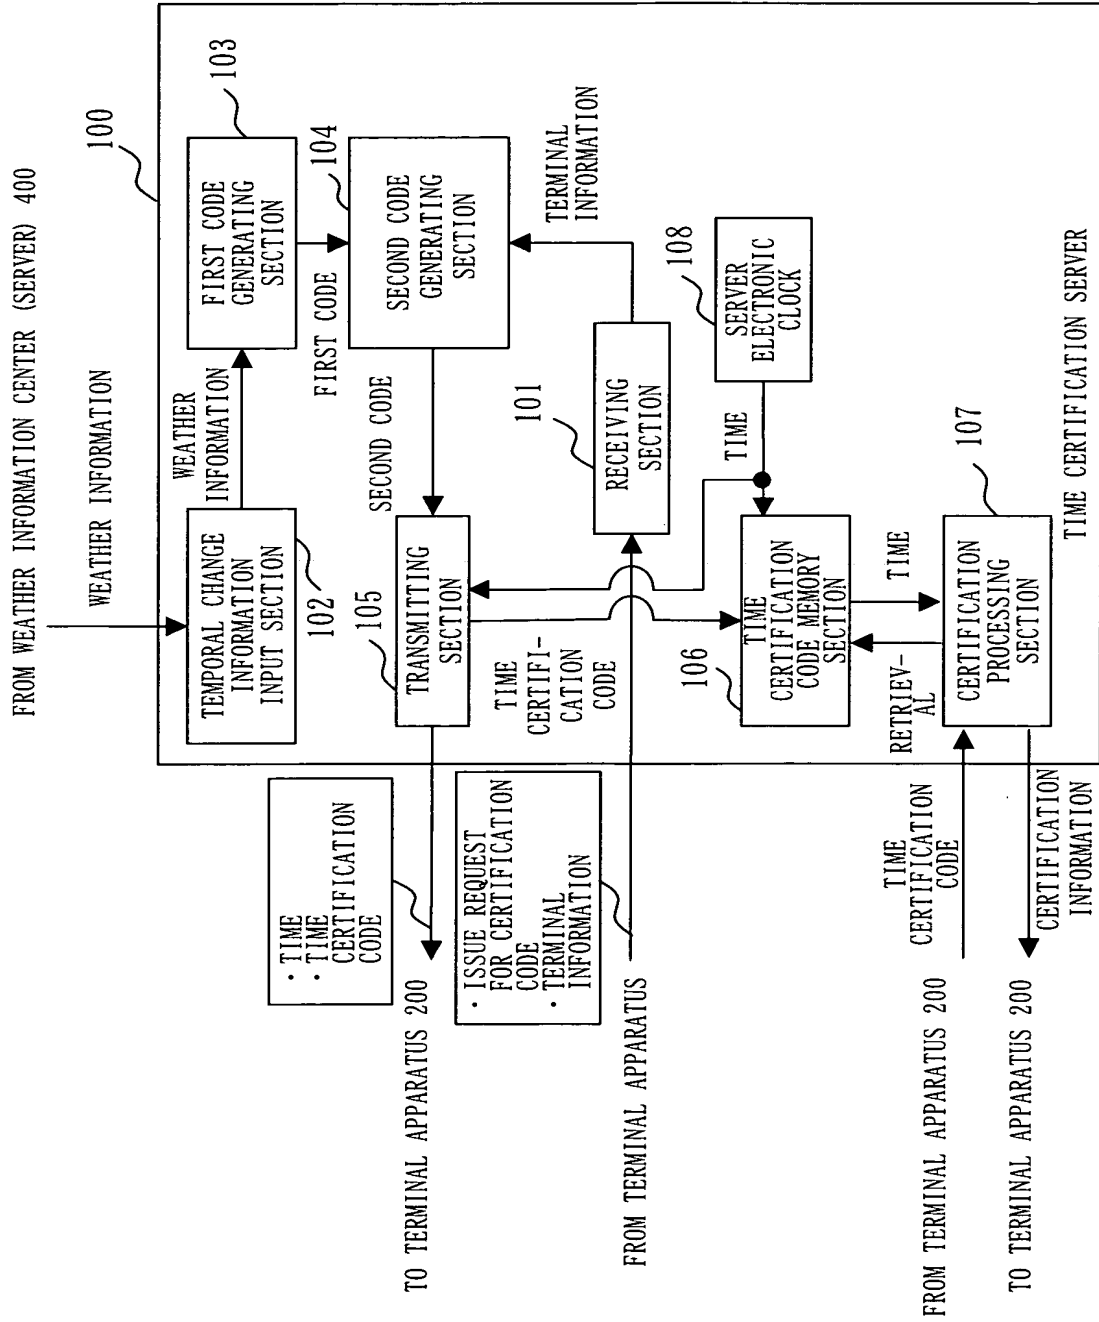 FROM WEATHER INFORMATION CENTER (SERVER) 400
WEATHER INFORMATION
100
TEMPORAL CHANGE
INFORMATION
INPUT SECTION
102
WEATHER
INFORMATION
FIRST CODE
GENERATING
SECTION
103
FIRST CODE
SECOND CODE
GENERATING
SECTION
104
SECOND CODE
TRANSMITTING
SECTION
105
· TIME
· TIME
CERTIFICATION
CODE
TO TERMINAL APPARATUS 200
· ISSUE REQUEST
FOR CERTIFICATION
CODE
· TERMINAL
INFORMATION
FROM TERMINAL APPARATUS
TIME
CERTIFI-
CATION
CODE
RECEIVING
SECTION
101
TERMINAL
INFORMATION
SERVER
ELECTRONIC
CLOCK
108
TIME
TIME
CERTIFICATION
CODE MEMORY
SECTION
106
RETRIEV-
AL
TIME
CERTIFICATION
PROCESSING
SECTION
107
TIME
CERTIFICATION
CODE
FROM TERMINAL APPARATUS 200
CERTIFICATION
INFORMATION
TO TERMINAL APPARATUS 200
TIME CERTIFICATION SERVER